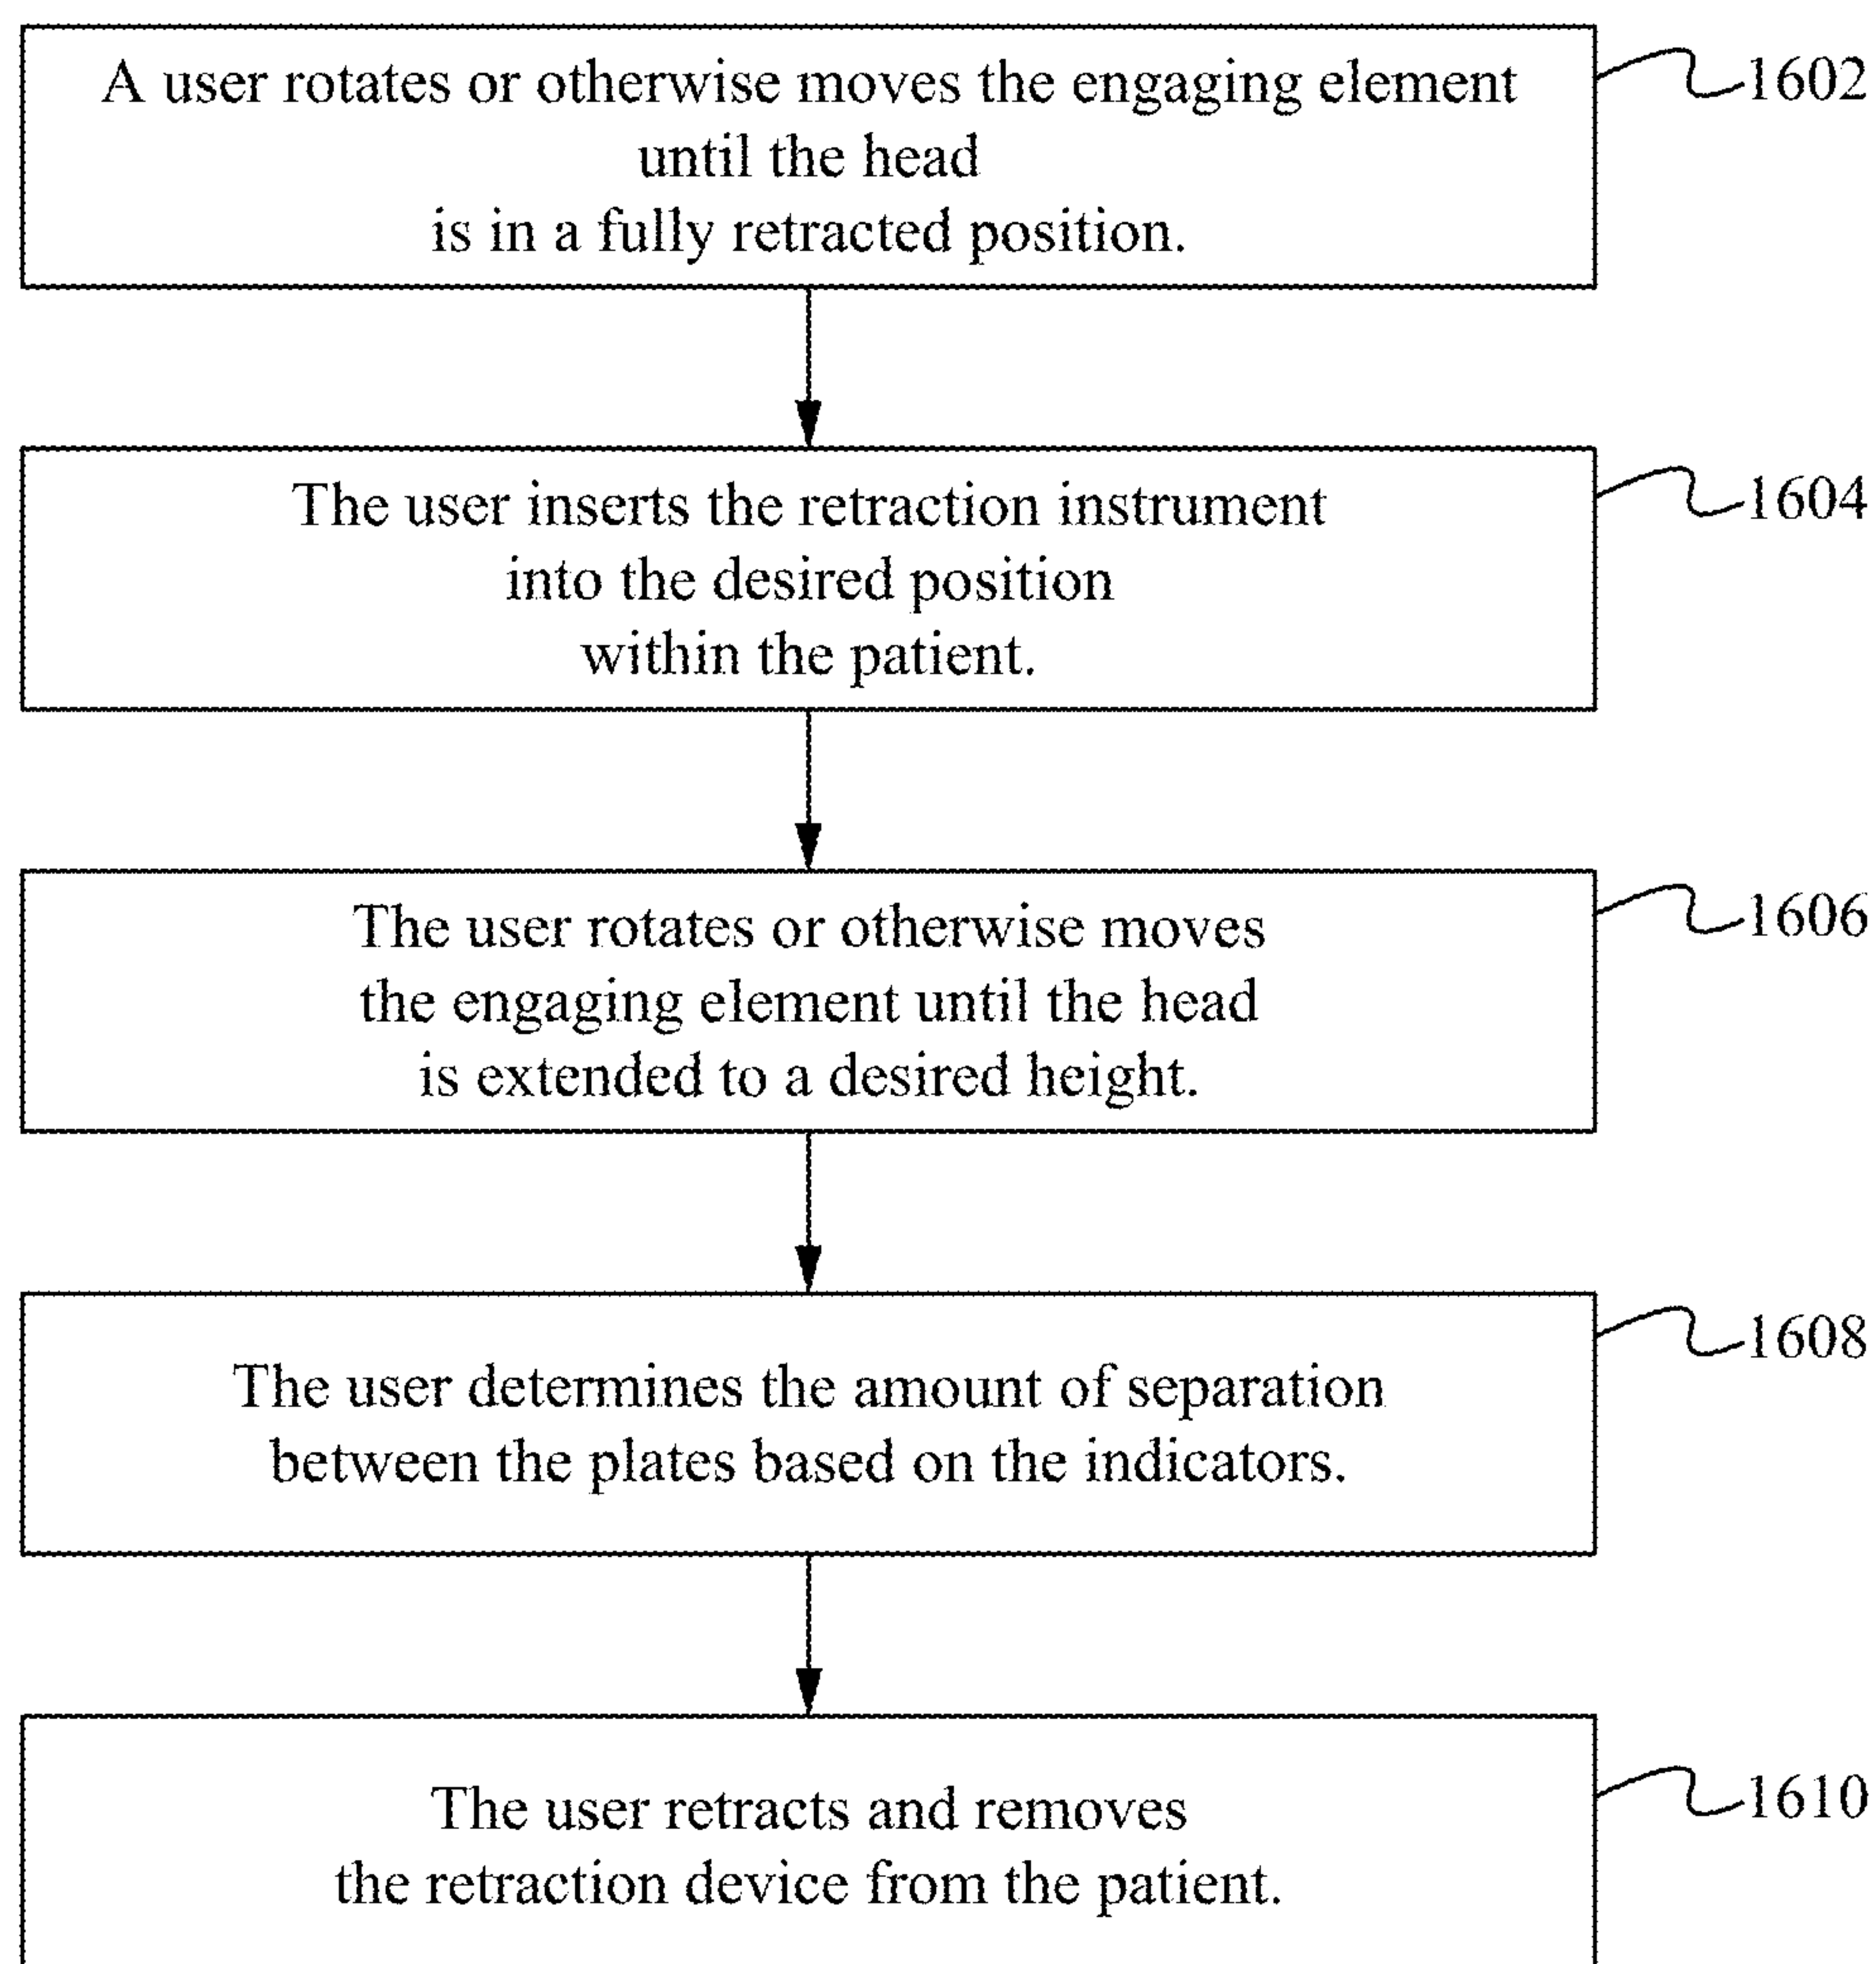 A user rotates or otherwise moves the engaging element
until the head
is in a fully retracted position.
1602
The user inserts the retraction instrument
into the desired position
within the patient.
1604
The user rotates or otherwise moves
the engaging element until the head
is extended to a desired height.
1606
The user determines the amount of separation
between the plates based on the indicators.
1608
The user retracts and removes
the retraction device from the patient.
1610